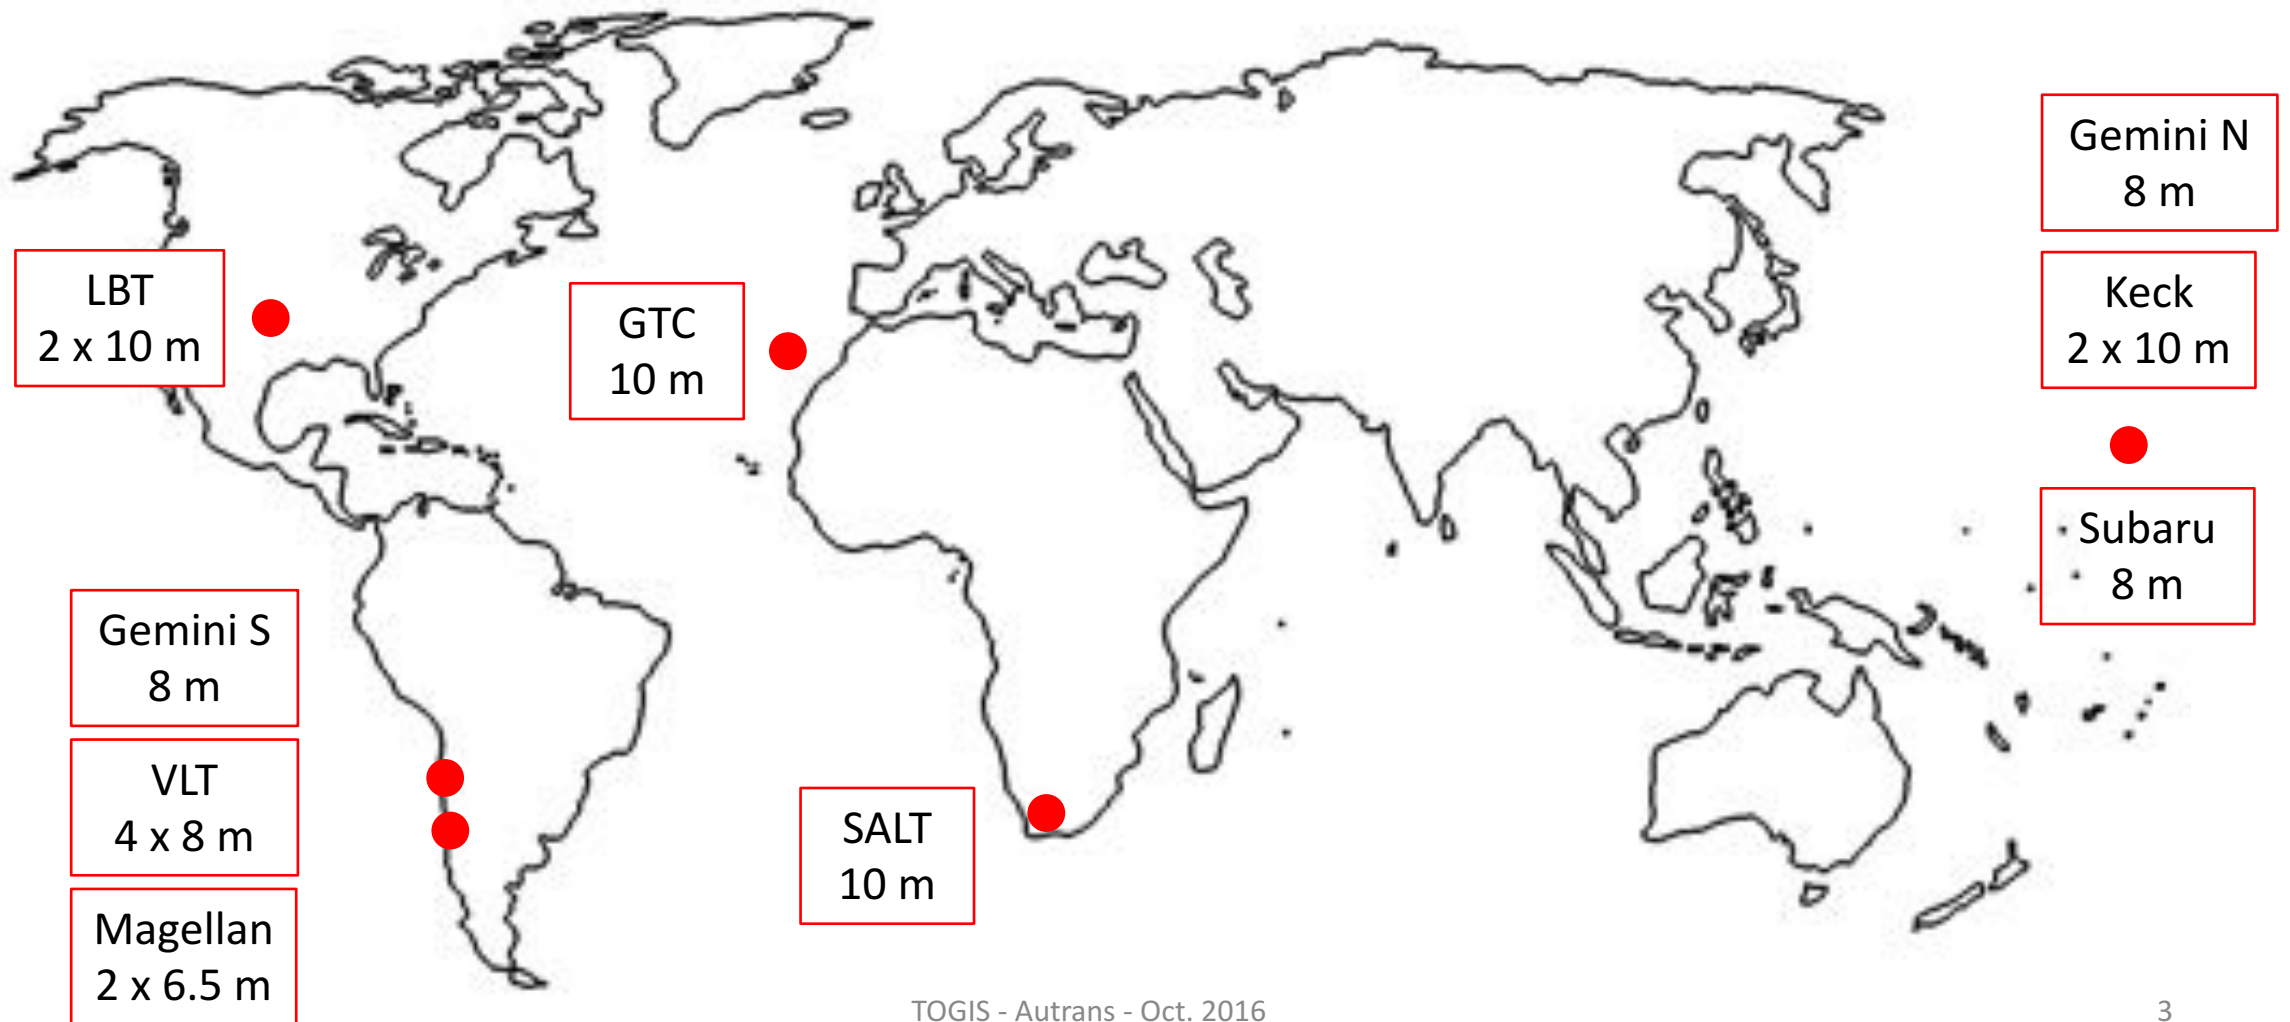 Gemini N
8 m
LBT
2 x 10 m
GTC
10 m
Keck
2 x 10 m
Subaru
8 m
Gemini S
8 m
VLT
4 x 8 m
SALT
10 m
Magellan
2 x 6.5 m
TOGIS - Autrans - Oct. 2016
3